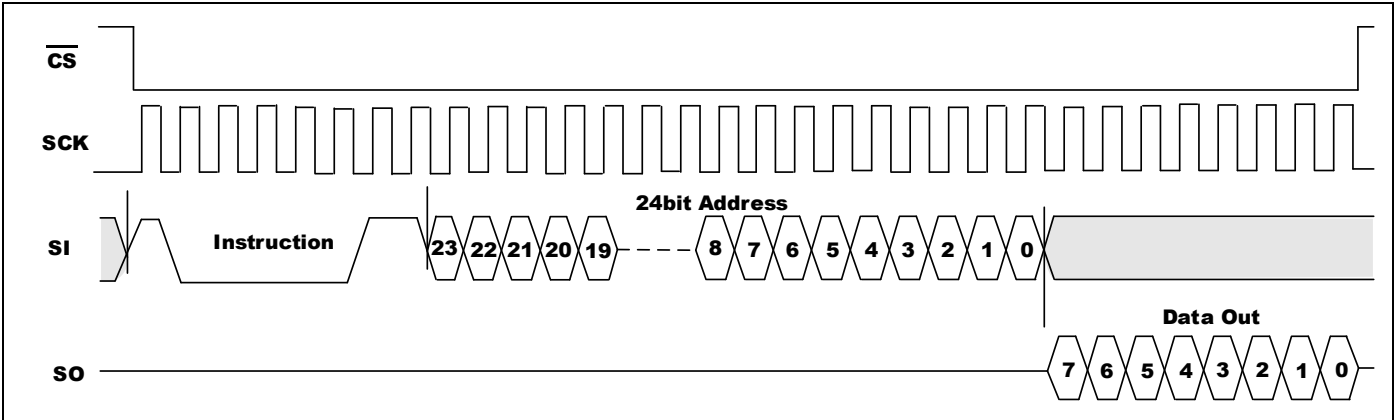 CS
SCK
24bit Address
SI Instruction 23 22 21 20 19 8 7 6 5 4 3 2 1 0
Data Out
SO 7 6 5 4 3 2 1 0